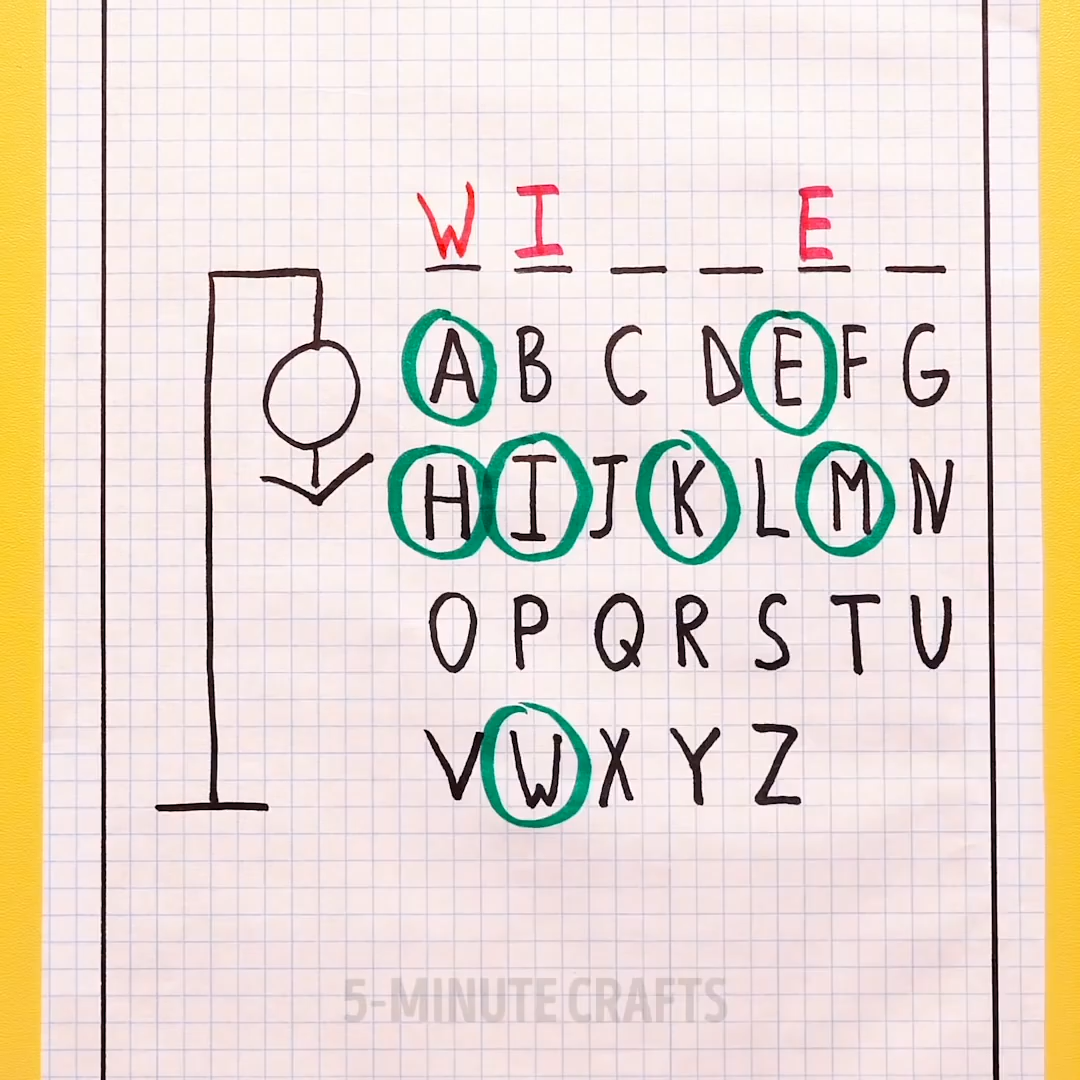 W I _ _ E _
A B C D E F G
H I J K L M N
O P Q R S T U
V W X Y Z
5-MINUTE CRAFTS